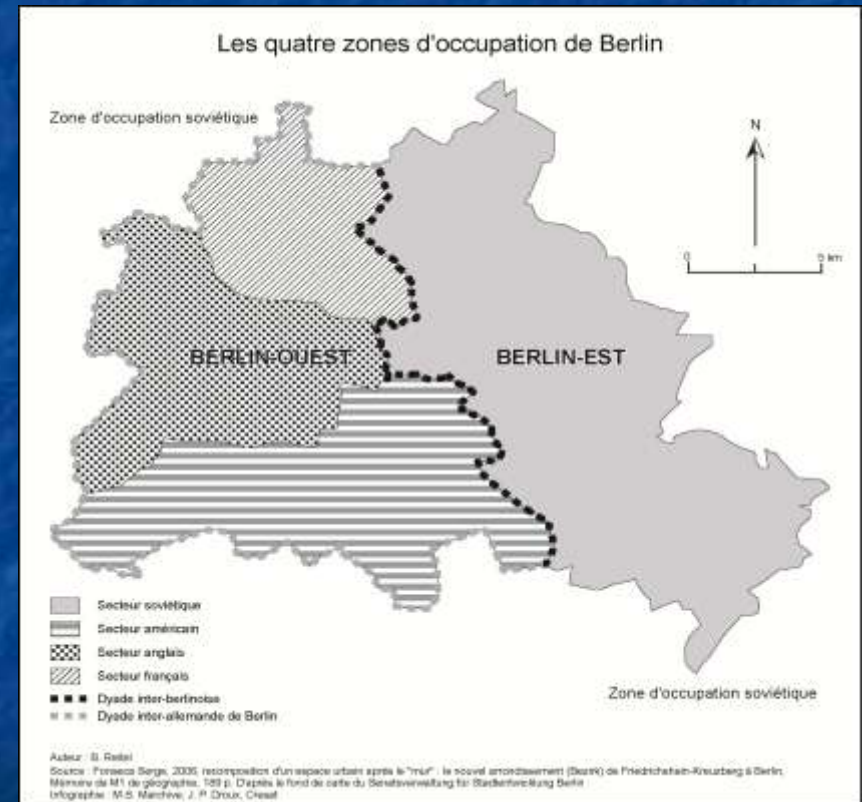 Les quatre zones d'occupation de Berlin
Zone d'occupation soviétique
N
0 5 km
BERLIN-OUEST
BERLIN-EST
Secteur soviétique
Secteur américain
Secteur anglais
Secteur français
Dyade inter-berlinoise
Dyade inter-allemande de Berlin
Zone d'occupation soviétique
Auteur : B. Reitel
Source : Fonseca Serge, 2006, recomposition d'un espace urbain après le "mur" : le nouvel arrondissement (Bezirk) de Friedrichshain-Kreuzberg à Berlin,
Mémoire de M1 de géographie, 189 p. D'après le fond de carte du Senatsverwaltung für Stadtentwicklung Berlin
Infographie : M.S. Marchive, J. P. Droux, Cresat